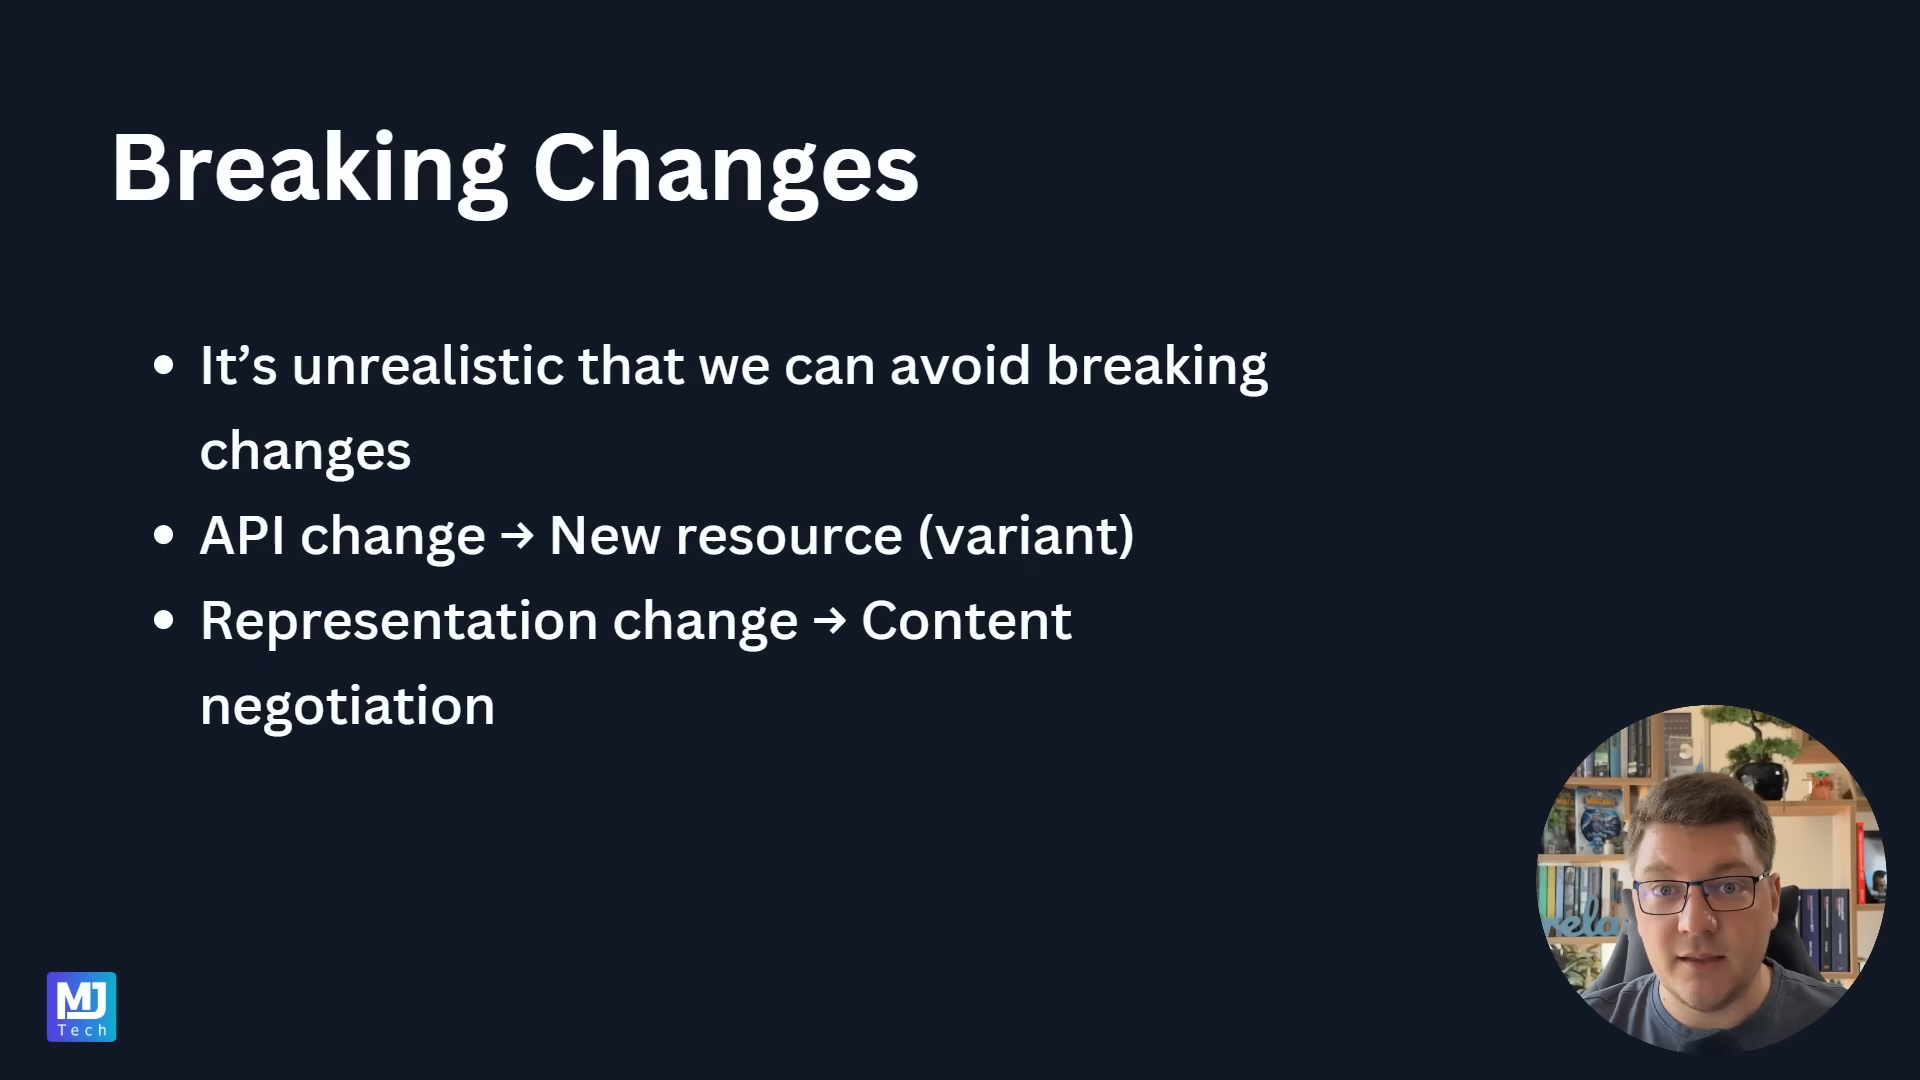 Breaking Changes
• It’s unrealistic that we can avoid breaking
changes
• API change → New resource (variant)
• Representation change → Content
negotiation
MJ
Tech
relo